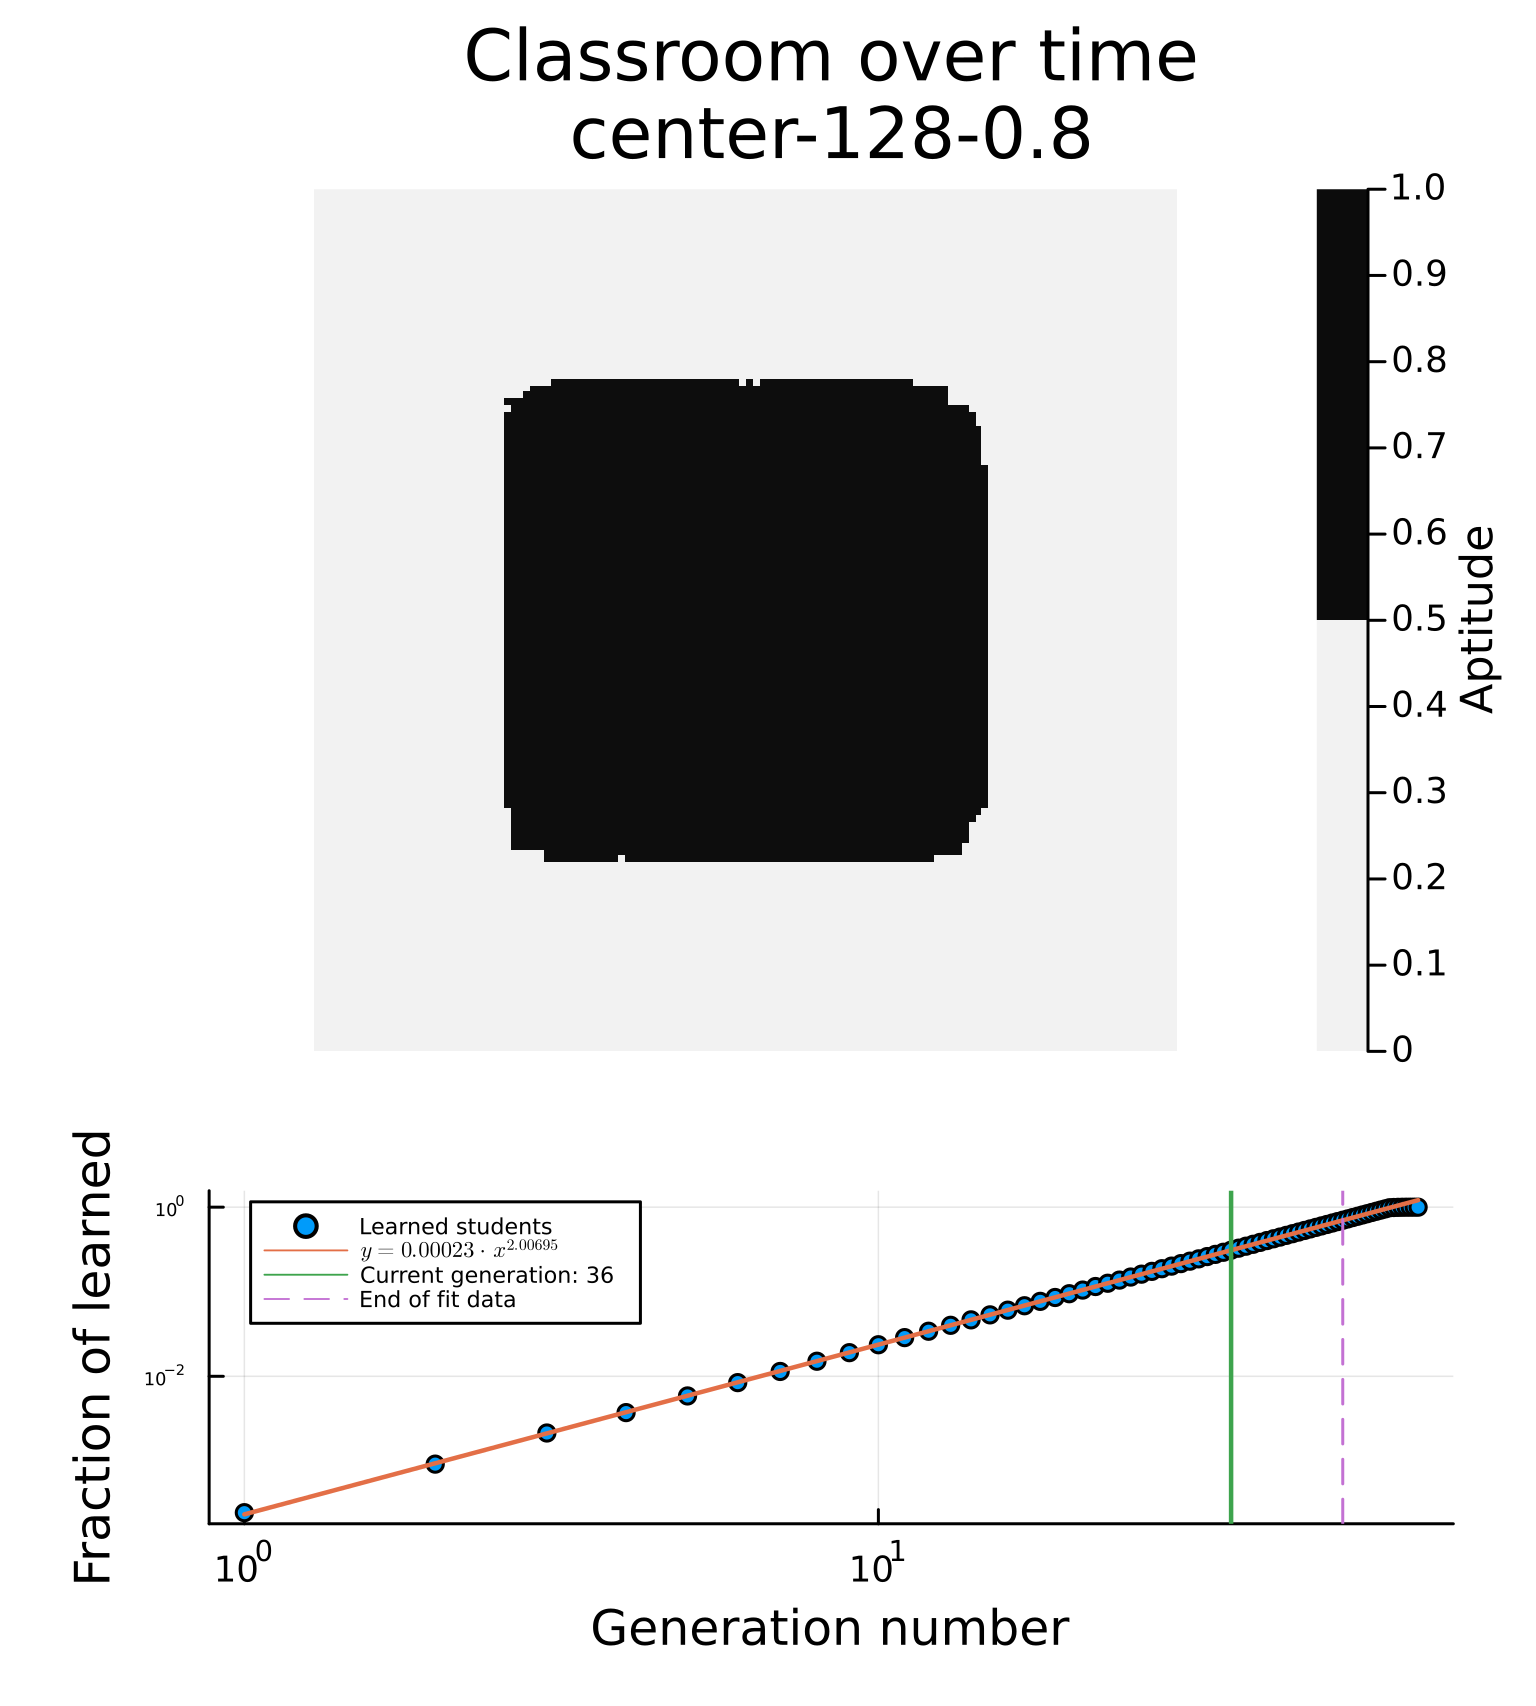 Classroom over time
center-128-0.8
1.0
0.9
0.8
0.7
0.6
0.5
0.4
0.3
0.2
0.1
0
Aptitude
Fraction of learned
10^0
10^-2
Learned students
y = 0.00023 · x^2.00695
Current generation: 36
End of fit data
10^0
10^1
Generation number